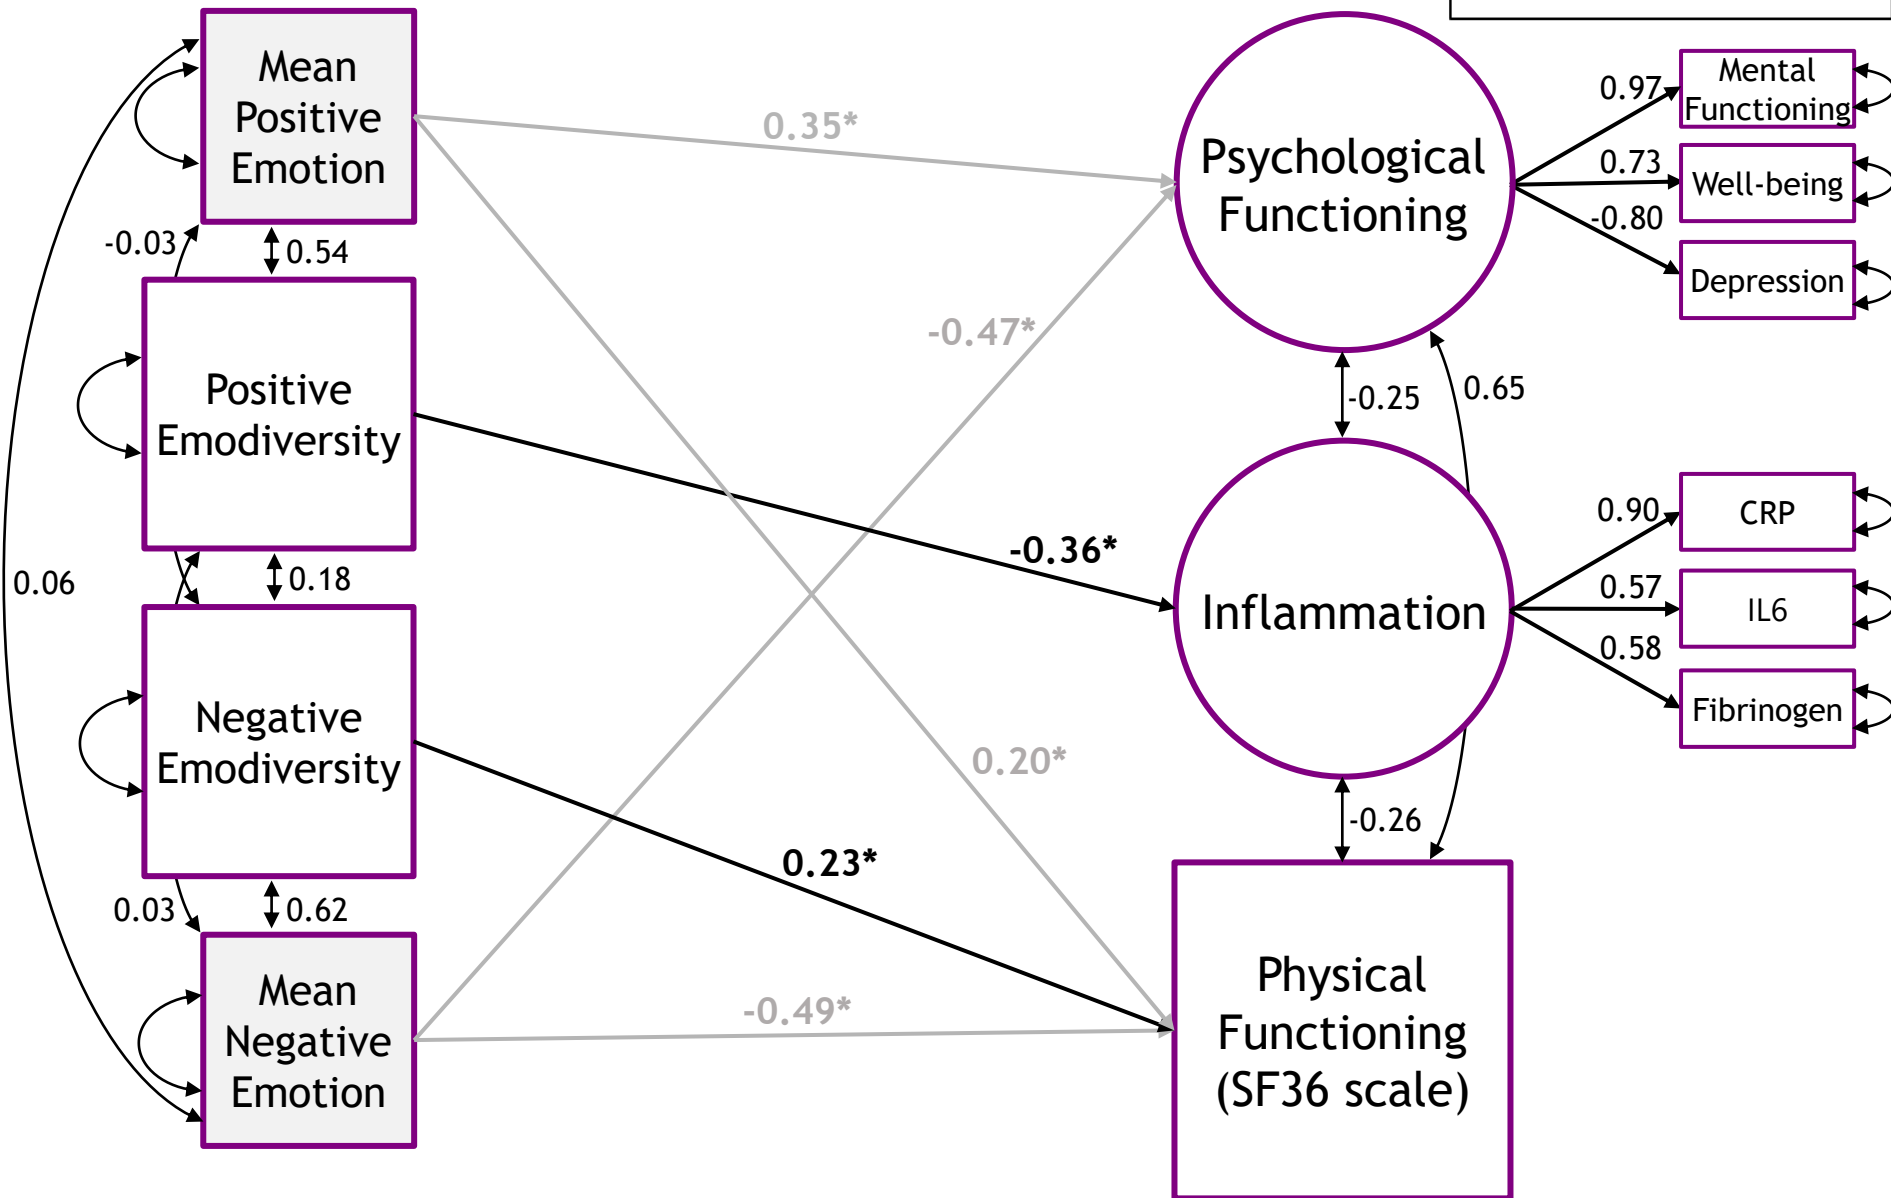 Mean
Positive
Emotion
-0.03
0.54
Positive
Emodiversity
0.06
0.18
Negative
Emodiversity
0.03
0.62
Mean
Negative
Emotion
0.35*
-0.47*
-0.36*
0.20*
0.23*
-0.49*
Psychological
Functioning
-0.25
0.65
Inflammation
-0.26
Physical
Functioning
(SF36 scale)
0.97
Mental
Functioning
0.73
Well-being
-0.80
Depression
0.90
CRP
0.57
IL6
0.58
Fibrinogen